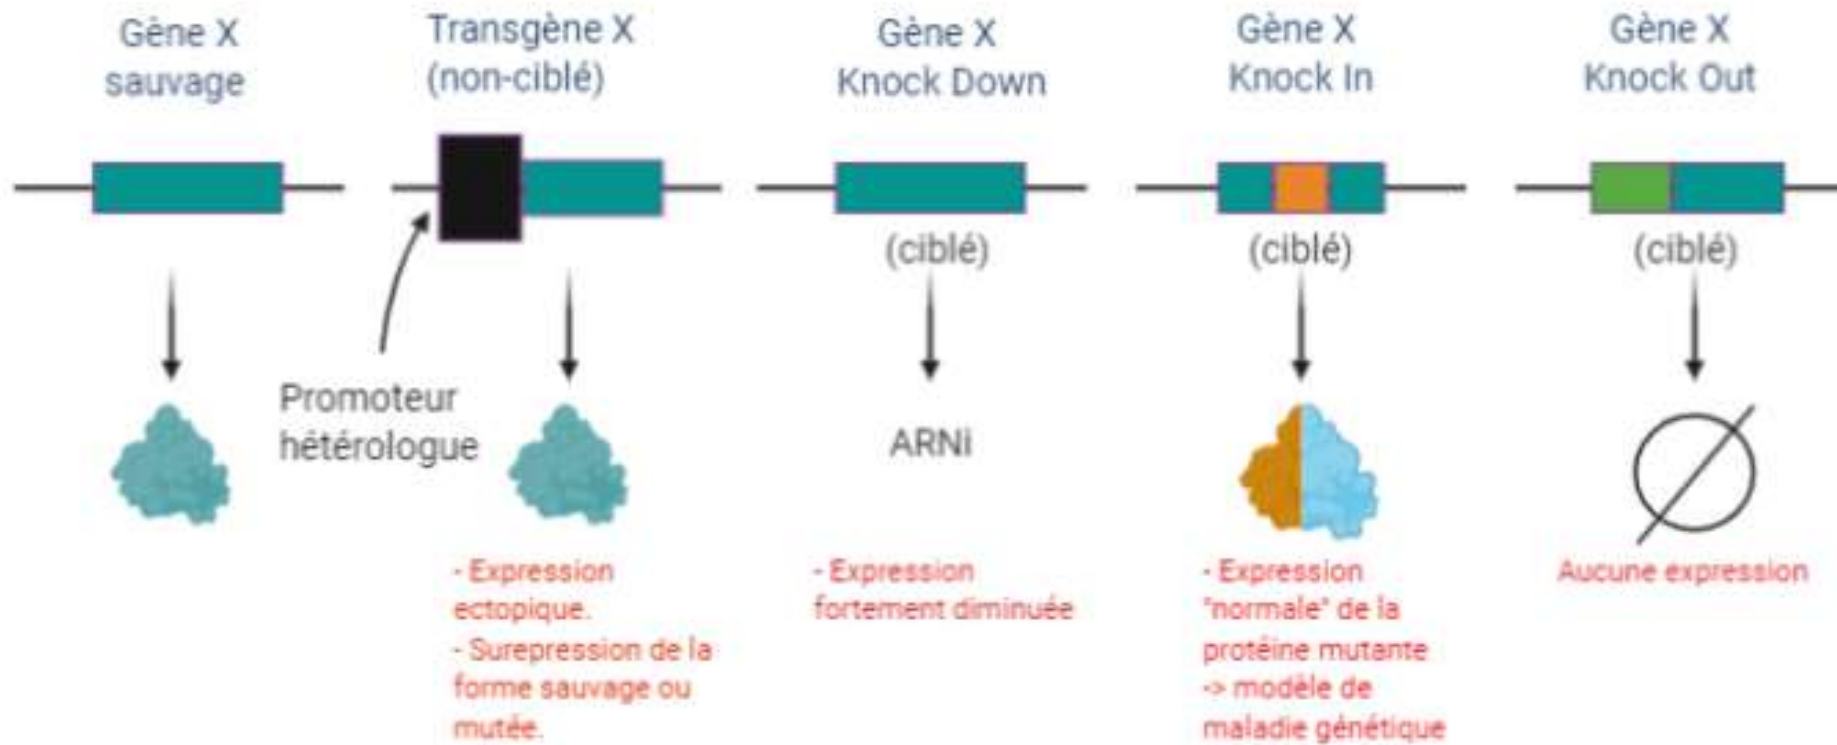 Gène X
sauvage
Transgène X
(non-ciblé)
Gène X
Knock Down
Gène X
Knock In
Gène X
Knock Out
(ciblé)
(ciblé)
(ciblé)
Promoteur
hétérologue
ARNi
- Expression
ectopique.
- Surepression de la
forme sauvage ou
mutée.
- Expression
fortement diminuée
- Expression
"normale" de la
protéine mutante
-> modèle de
maladie génétique
Aucune expression